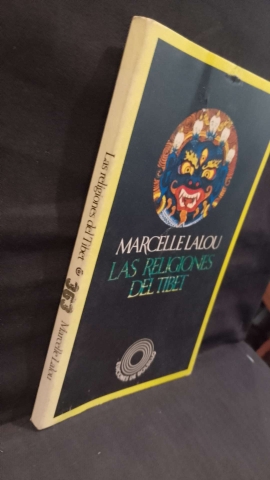 MARCELLE LALOU
LAS RELIGIONES
DEL TIBET
Las religiones del Tibet 363 Marcelle Lalou